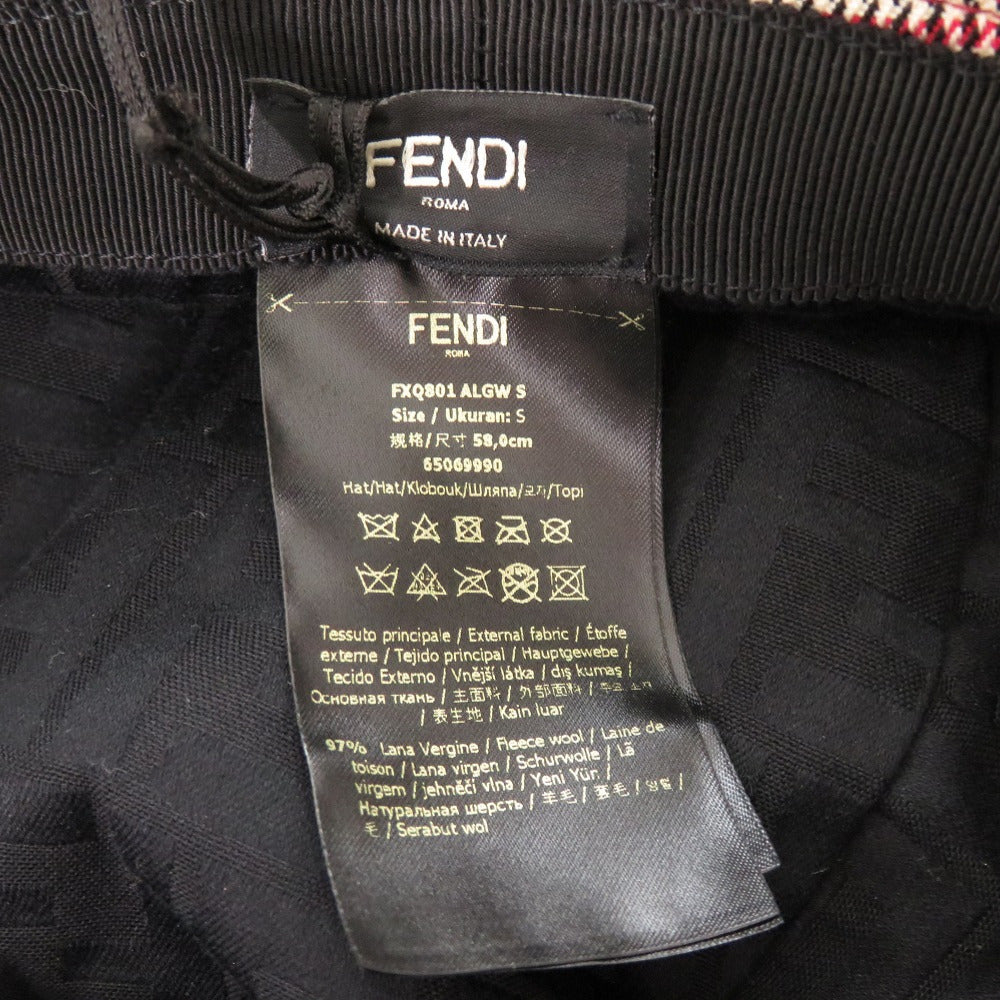 FENDI
ROMA
MADE IN ITALY
FENDI
ROMA
FXQ801 ALGW S
Size / Ukuran: S
规格/尺寸 58,0cm
65069990
Hat/Hat/Klobouk/Шляпа/모자/Topi
Tessuto principale / External fabric / Étoffe
externe / Tejido principal / Hauptgewebe /
Tecido Externo / Vnější látka / dış kumaş /
Основная ткань / 主面料 / 外部面料 /
/ 表生地 / Kain luar
97% Lana Vergine / Fleece wool / Laine de
toison / Lana virgen / Schurwolle / Lã
virgem / jehněčí vlna / Yeni Yün /
Натуральная шерсть / 羊毛 / 羊毛 /
毛 / Serabut wol